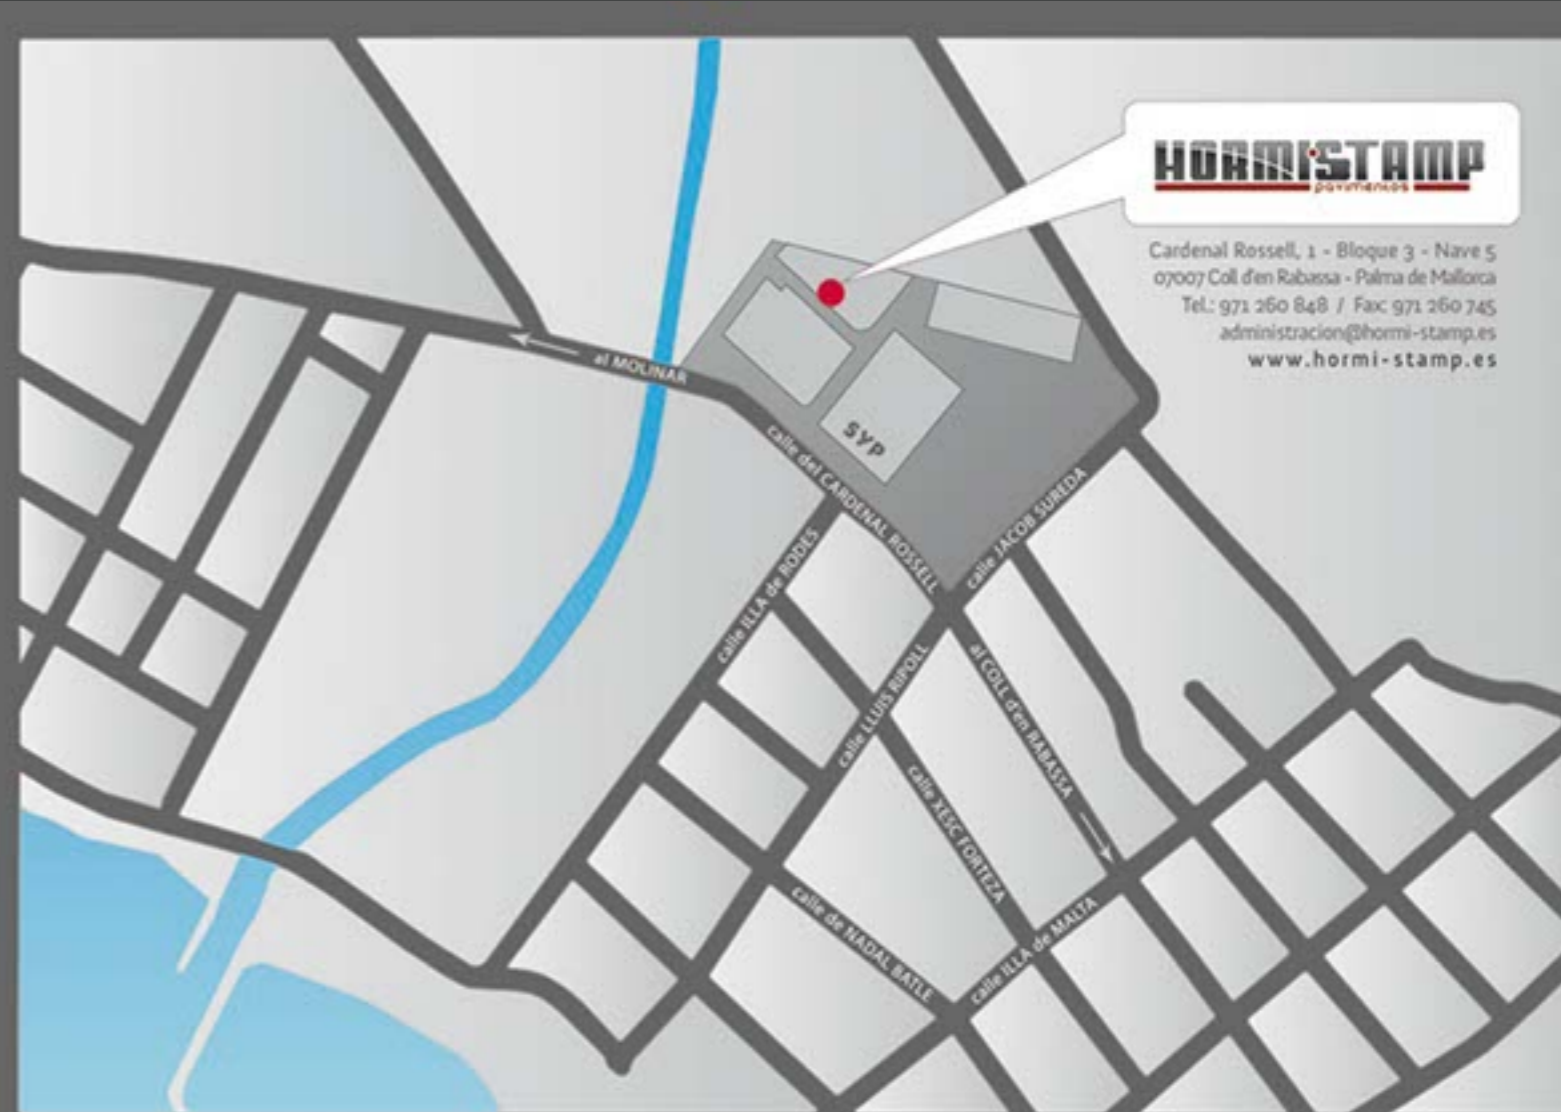 HORMISTAMP
pavimentos
Cardenal Rossell, 1 - Bloque 3 - Nave 5
07007 Coll d'en Rabassa - Palma de Mallorca
Tel.: 971 260 848 / Fax: 971 260 745
administracion@hormi-stamp.es
www.hormi-stamp.es
al MOLINAR
SYP
calle del CARDENAL ROSSELL
calle JACOB SUREDA
calle ILLA de RODES
calle LLUIS RIPOLL
al COLL d'en RABASSA
calle XESC FORTEZA
calle de NADAL BATLE
calle ILLA de MALTA